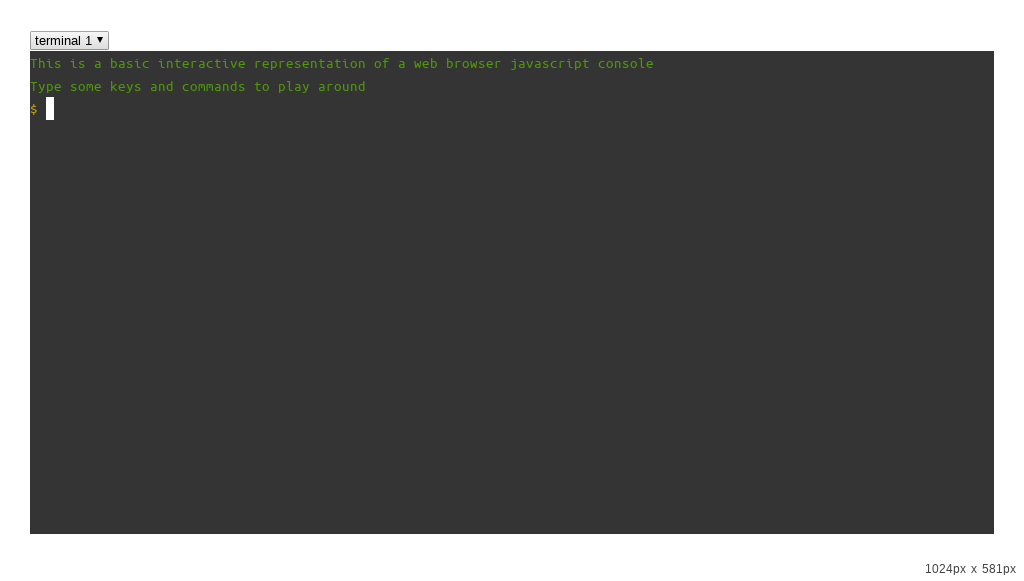 terminal 1 ▼
This is a basic interactive representation of a web browser javascript console
Type some keys and commands to play around
$
1024px x 581px